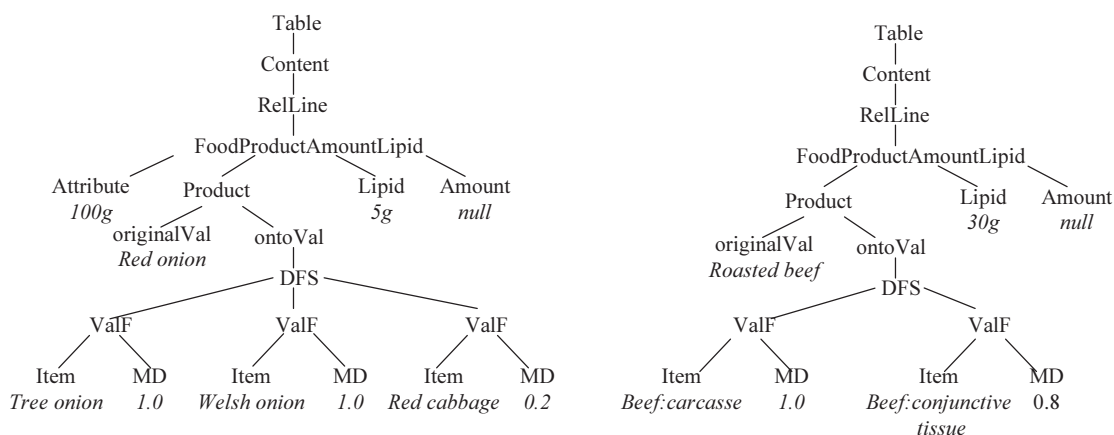 Table
Content
RelLine
FoodProductAmountLipid
Attribute Product Lipid Amount
100g 5g null
originalVal ontoVal
Red onion
DFS
ValF ValF ValF
Item MD Item MD Item MD
Tree onion 1.0 Welsh onion 1.0 Red cabbage 0.2
Table
Content
RelLine
FoodProductAmountLipid
Product Lipid Amount
30g null
originalVal ontoVal
Roasted beef
DFS
ValF ValF
Item MD Item MD
Beef:carcasse 1.0 Beef:conjunctive 0.8
tissue